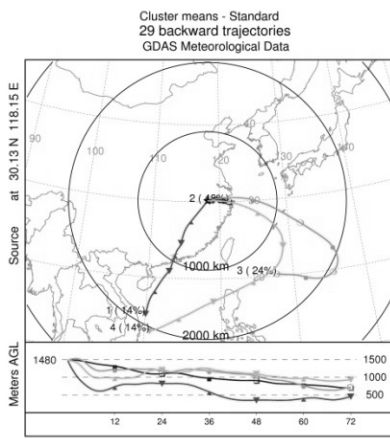 Cluster means - Standard
29 backward trajectories
GDAS Meteorological Data
Source at 30.13 N 118.15 E
90
100
110
120
130
140
2 (48%)
1000 km
3 (24%)
1 (14%)
4 (14%)
2000 km
Meters AGL
1480
1500
1000
500
12
24
36
48
60
72